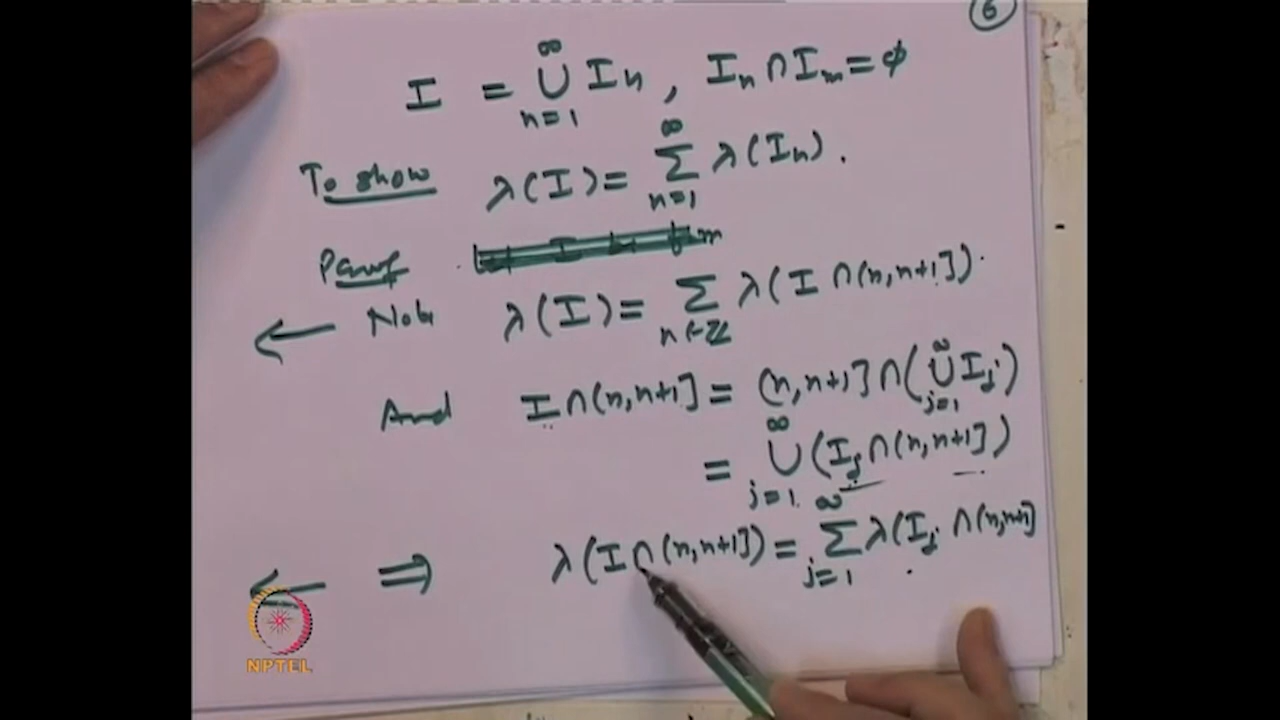 6
I = ∪_{n=1}^{∞} I_n , I_n ∩ I_m = ϕ
To show λ(I) = ∑_{n=1}^{∞} λ(I_n).
Proof
Note λ(I) = ∑_{n∈ℤ} λ(I ∩ (n, n+1]).
And I ∩ (n, n+1] = (n, n+1] ∩ (∪_{j=1}^{∞} I_j)
= ∪_{j=1}^{∞} (I_j ∩ (n, n+1])
← ⇒ λ(I ∩ (n, n+1]) = ∑_{j=1}^{∞} λ(I_j ∩ (n, n+1]
NPTEL